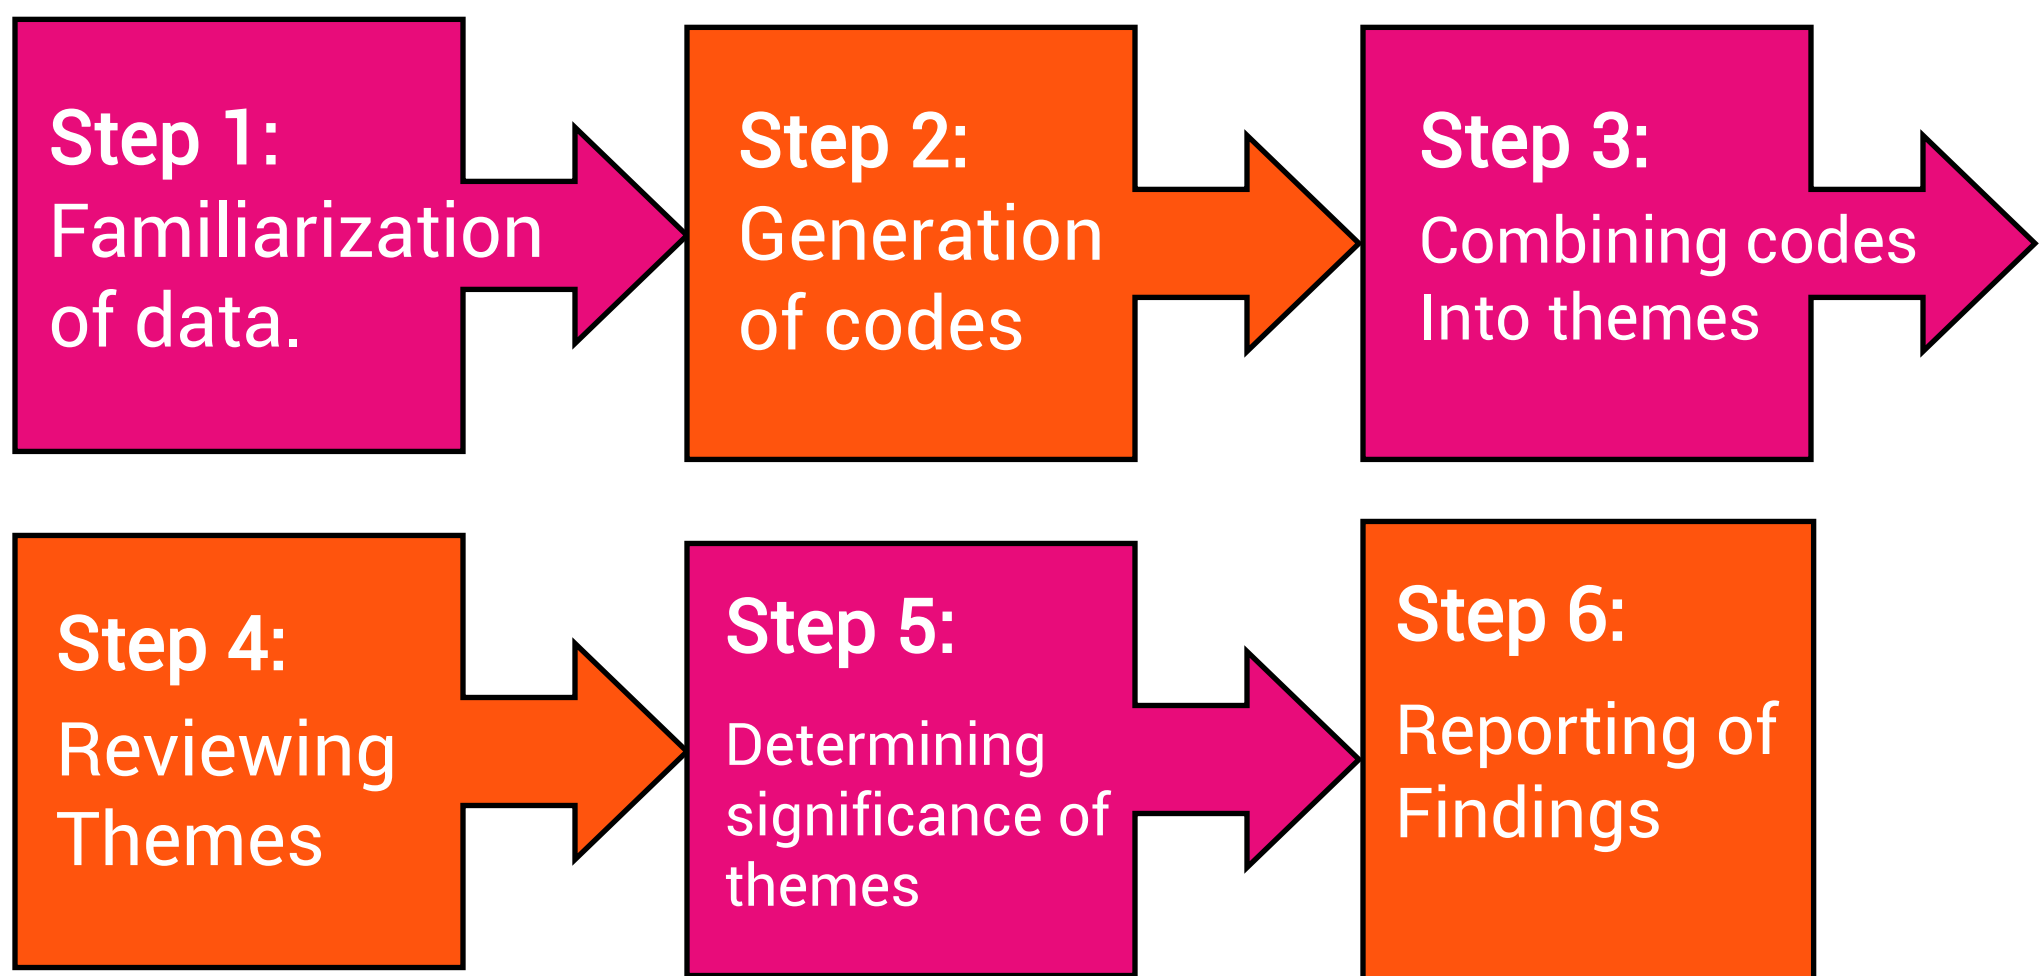 Step 1:
Familiarization
of data.
Step 2:
Generation
of codes
Step 3:
Combining codes
Into themes
Step 4:
Reviewing
Themes
Step 5:
Determining
significance of
themes
Step 6:
Reporting of
Findings